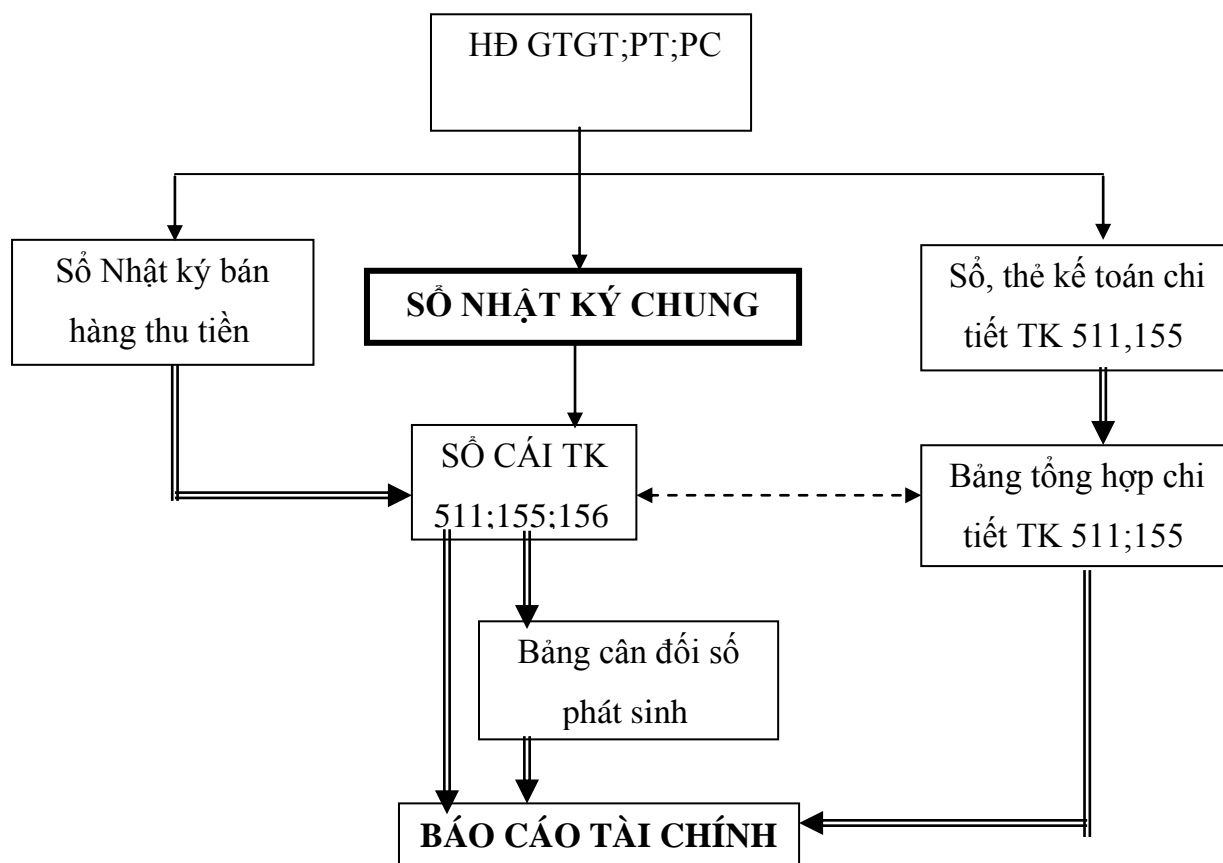 HĐ GTGT;PT;PC
Sổ Nhật ký bán
hàng thu tiền
SỔ NHẬT KÝ CHUNG
Sổ, thẻ kế toán chi
tiết TK 511,155
SỔ CÁI TK
511;155;156
Bảng tổng hợp chi
tiết TK 511;155
Bảng cân đối số
phát sinh
BÁO CÁO TÀI CHÍNH